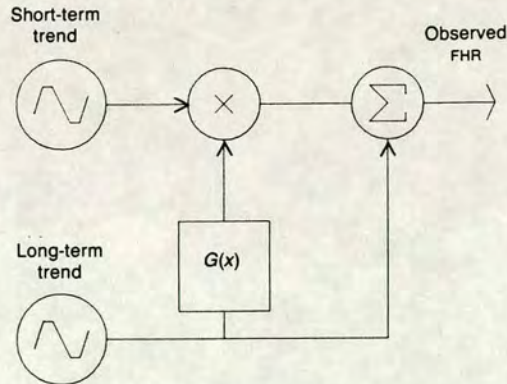 Short-term
trend
Observed
FHR
×
Σ
G(x)
Long-term
trend